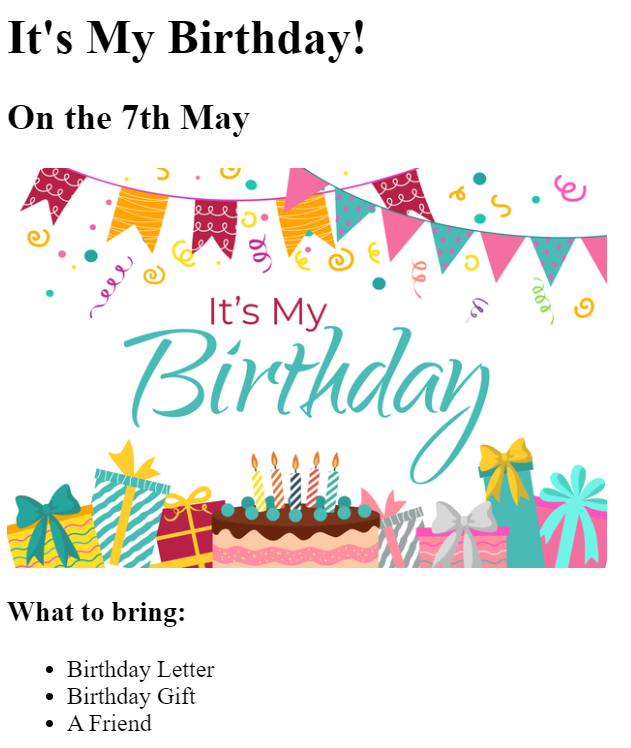 It's My Birthday!
On the 7th May
It’s My
Birthday
What to bring:
• Birthday Letter
• Birthday Gift
• A Friend